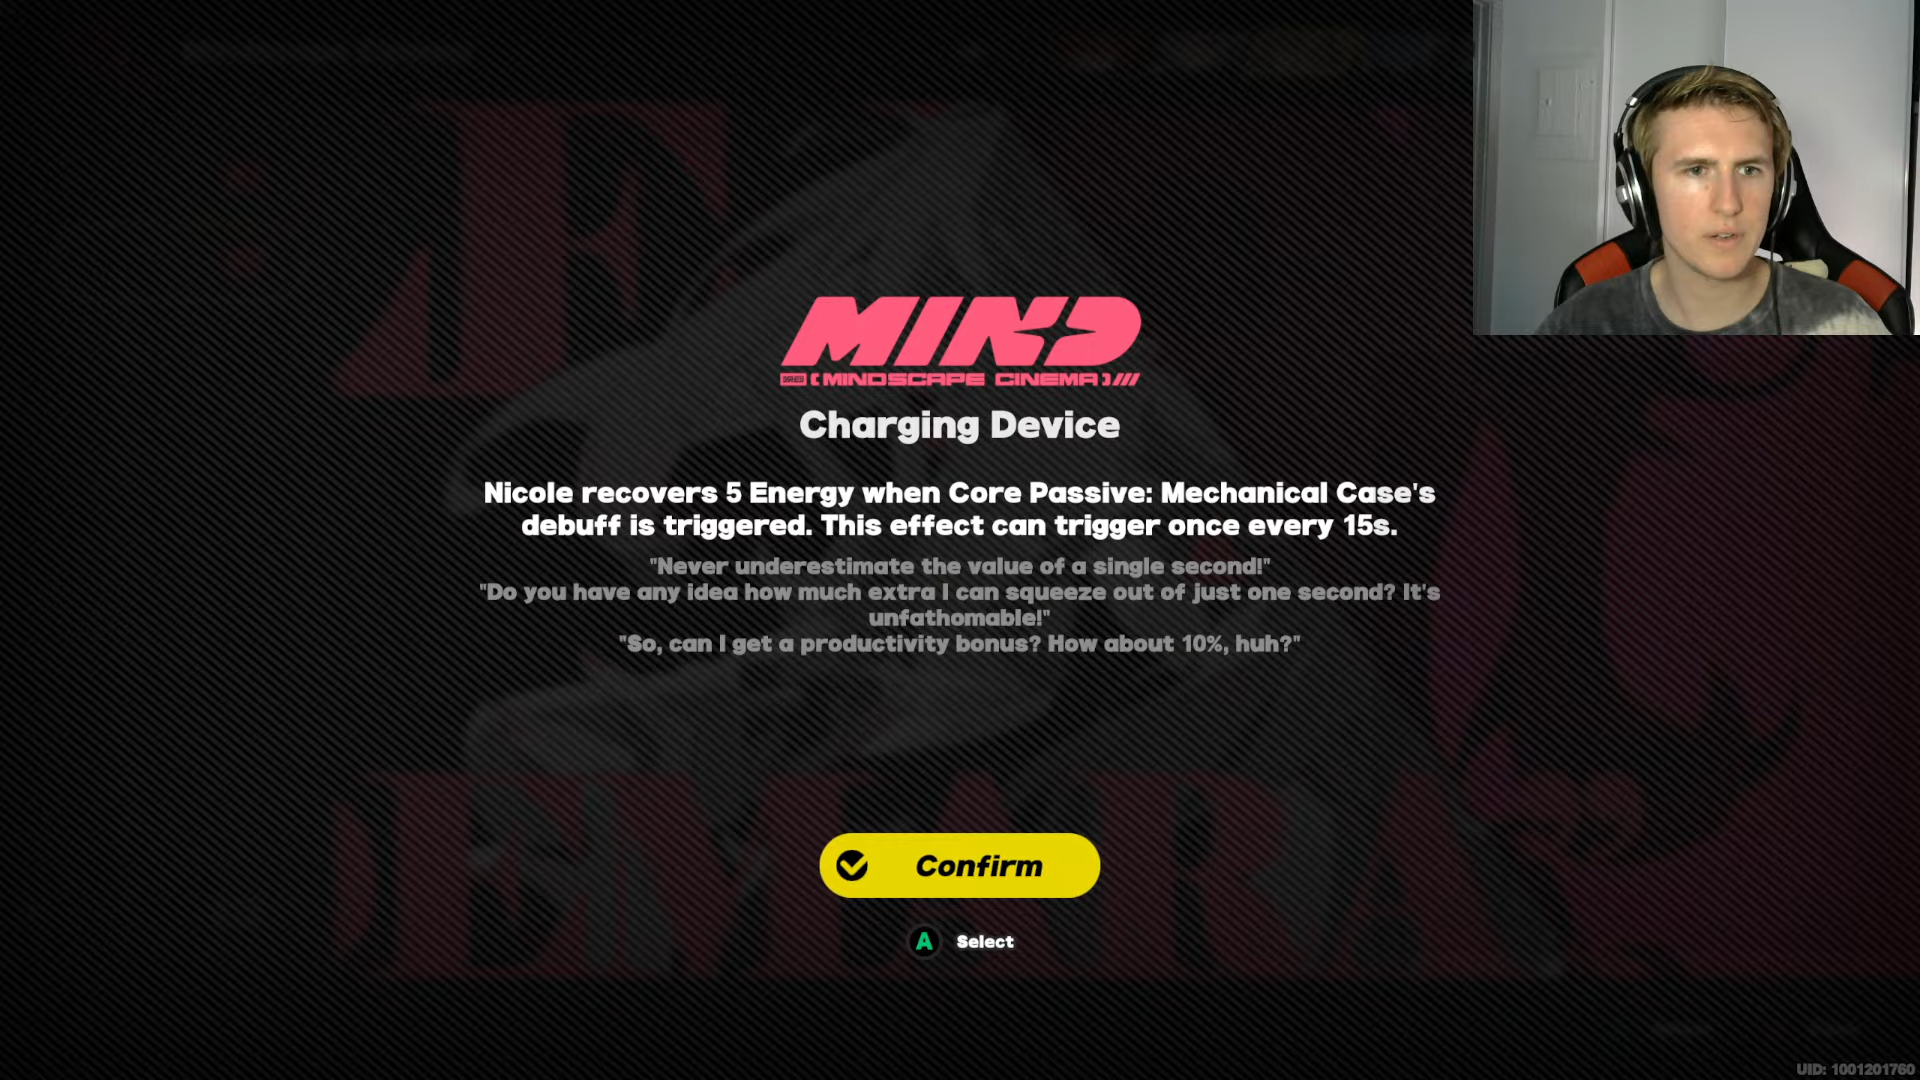 MIND
[MINDSCAPE CINEMA]///
Charging Device
Nicole recovers 5 Energy when Core Passive: Mechanical Case's
debuff is triggered. This effect can trigger once every 15s.
"Never underestimate the value of a single second!"
"Do you have any idea how much extra I can squeeze out of just one second? It's
unfathomable!"
"So, can I get a productivity bonus? How about 10%, huh?"
Confirm
A Select
UID: 1001201760